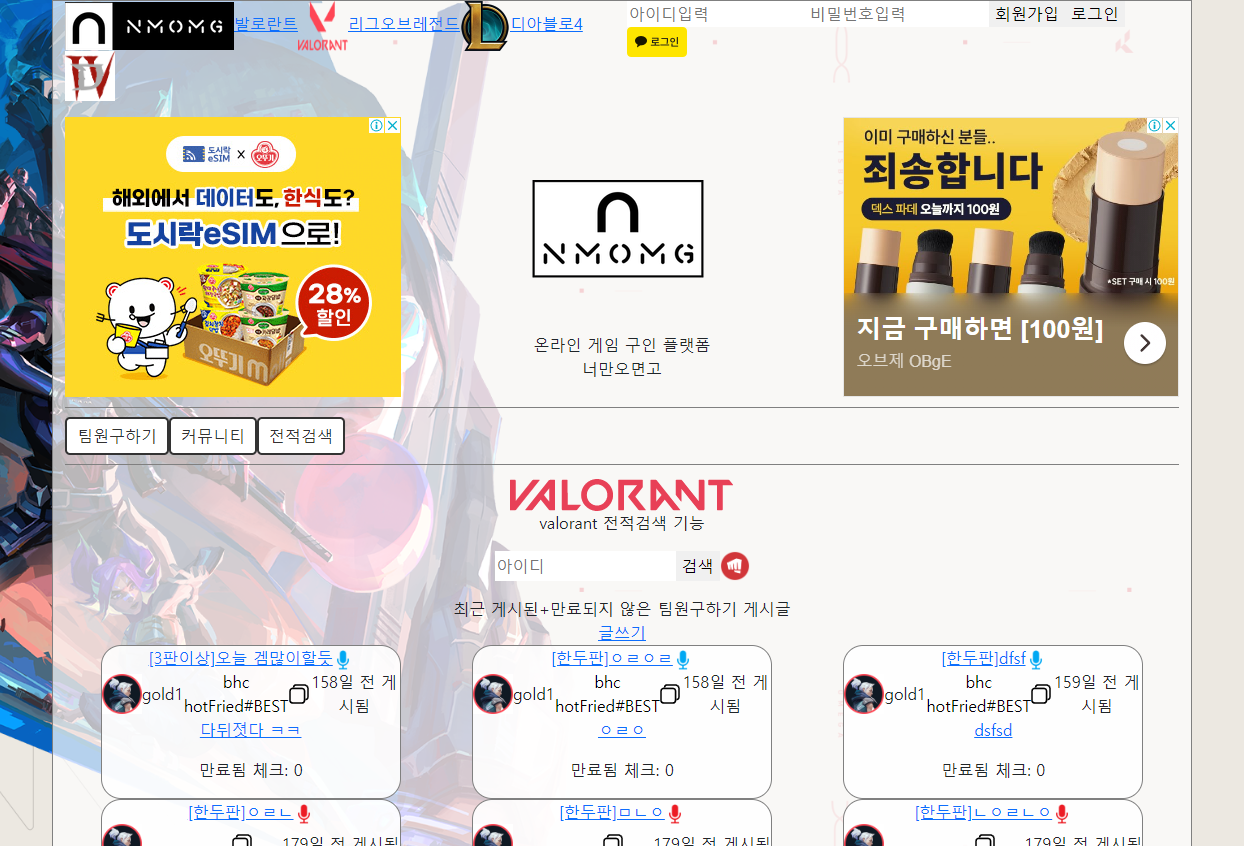 NMOMG 발로란트 VALORANT 리그오브레전드 L 디아블로4
아이디입력 비밀번호입력 회원가입 로그인
로그인
IV D
도시락 eSIM X 오뚜기
해외에서 데이터도, 한식도?
도시락eSIM으로!
28%
할인
오뚜기
NMOMG
온라인 게임 구인 플랫폼
너만오면고
이미 구매하신 분들..
죄송합니다
덱스 파데 오늘까지 100원
*SET 구매 시 100원
지금 구매하면 [100원]
오브제 OBgE
팀원구하기 커뮤니티 전적검색
VALORANT
valorant 전적검색 기능
아이디 검색
최근 게시된+만료되지 않은 팀원구하기 게시글
글쓰기
[3판이상]오늘 겜많이할듯
gold1 bhc hotFried#BEST 158일 전 게시됨
다뒤졋다 ㅋㅋ
만료됨 체크: 0
[한두판]ㅇㄹㅇㄹ
gold1 bhc hotFried#BEST 158일 전 게시됨
ㅇㄹㅇ
만료됨 체크: 0
[한두판]dfsf
gold1 bhc hotFried#BEST 159일 전 게시됨
dsfsd
만료됨 체크: 0
[한두판]ㅇㄹㄴ
179일 전 게시됨
[한두판]ㅁㄴㅇ
179일 전 게시됨
[한두판]ㄴㅇㄹㄴㅇ
179일 전 게시됨